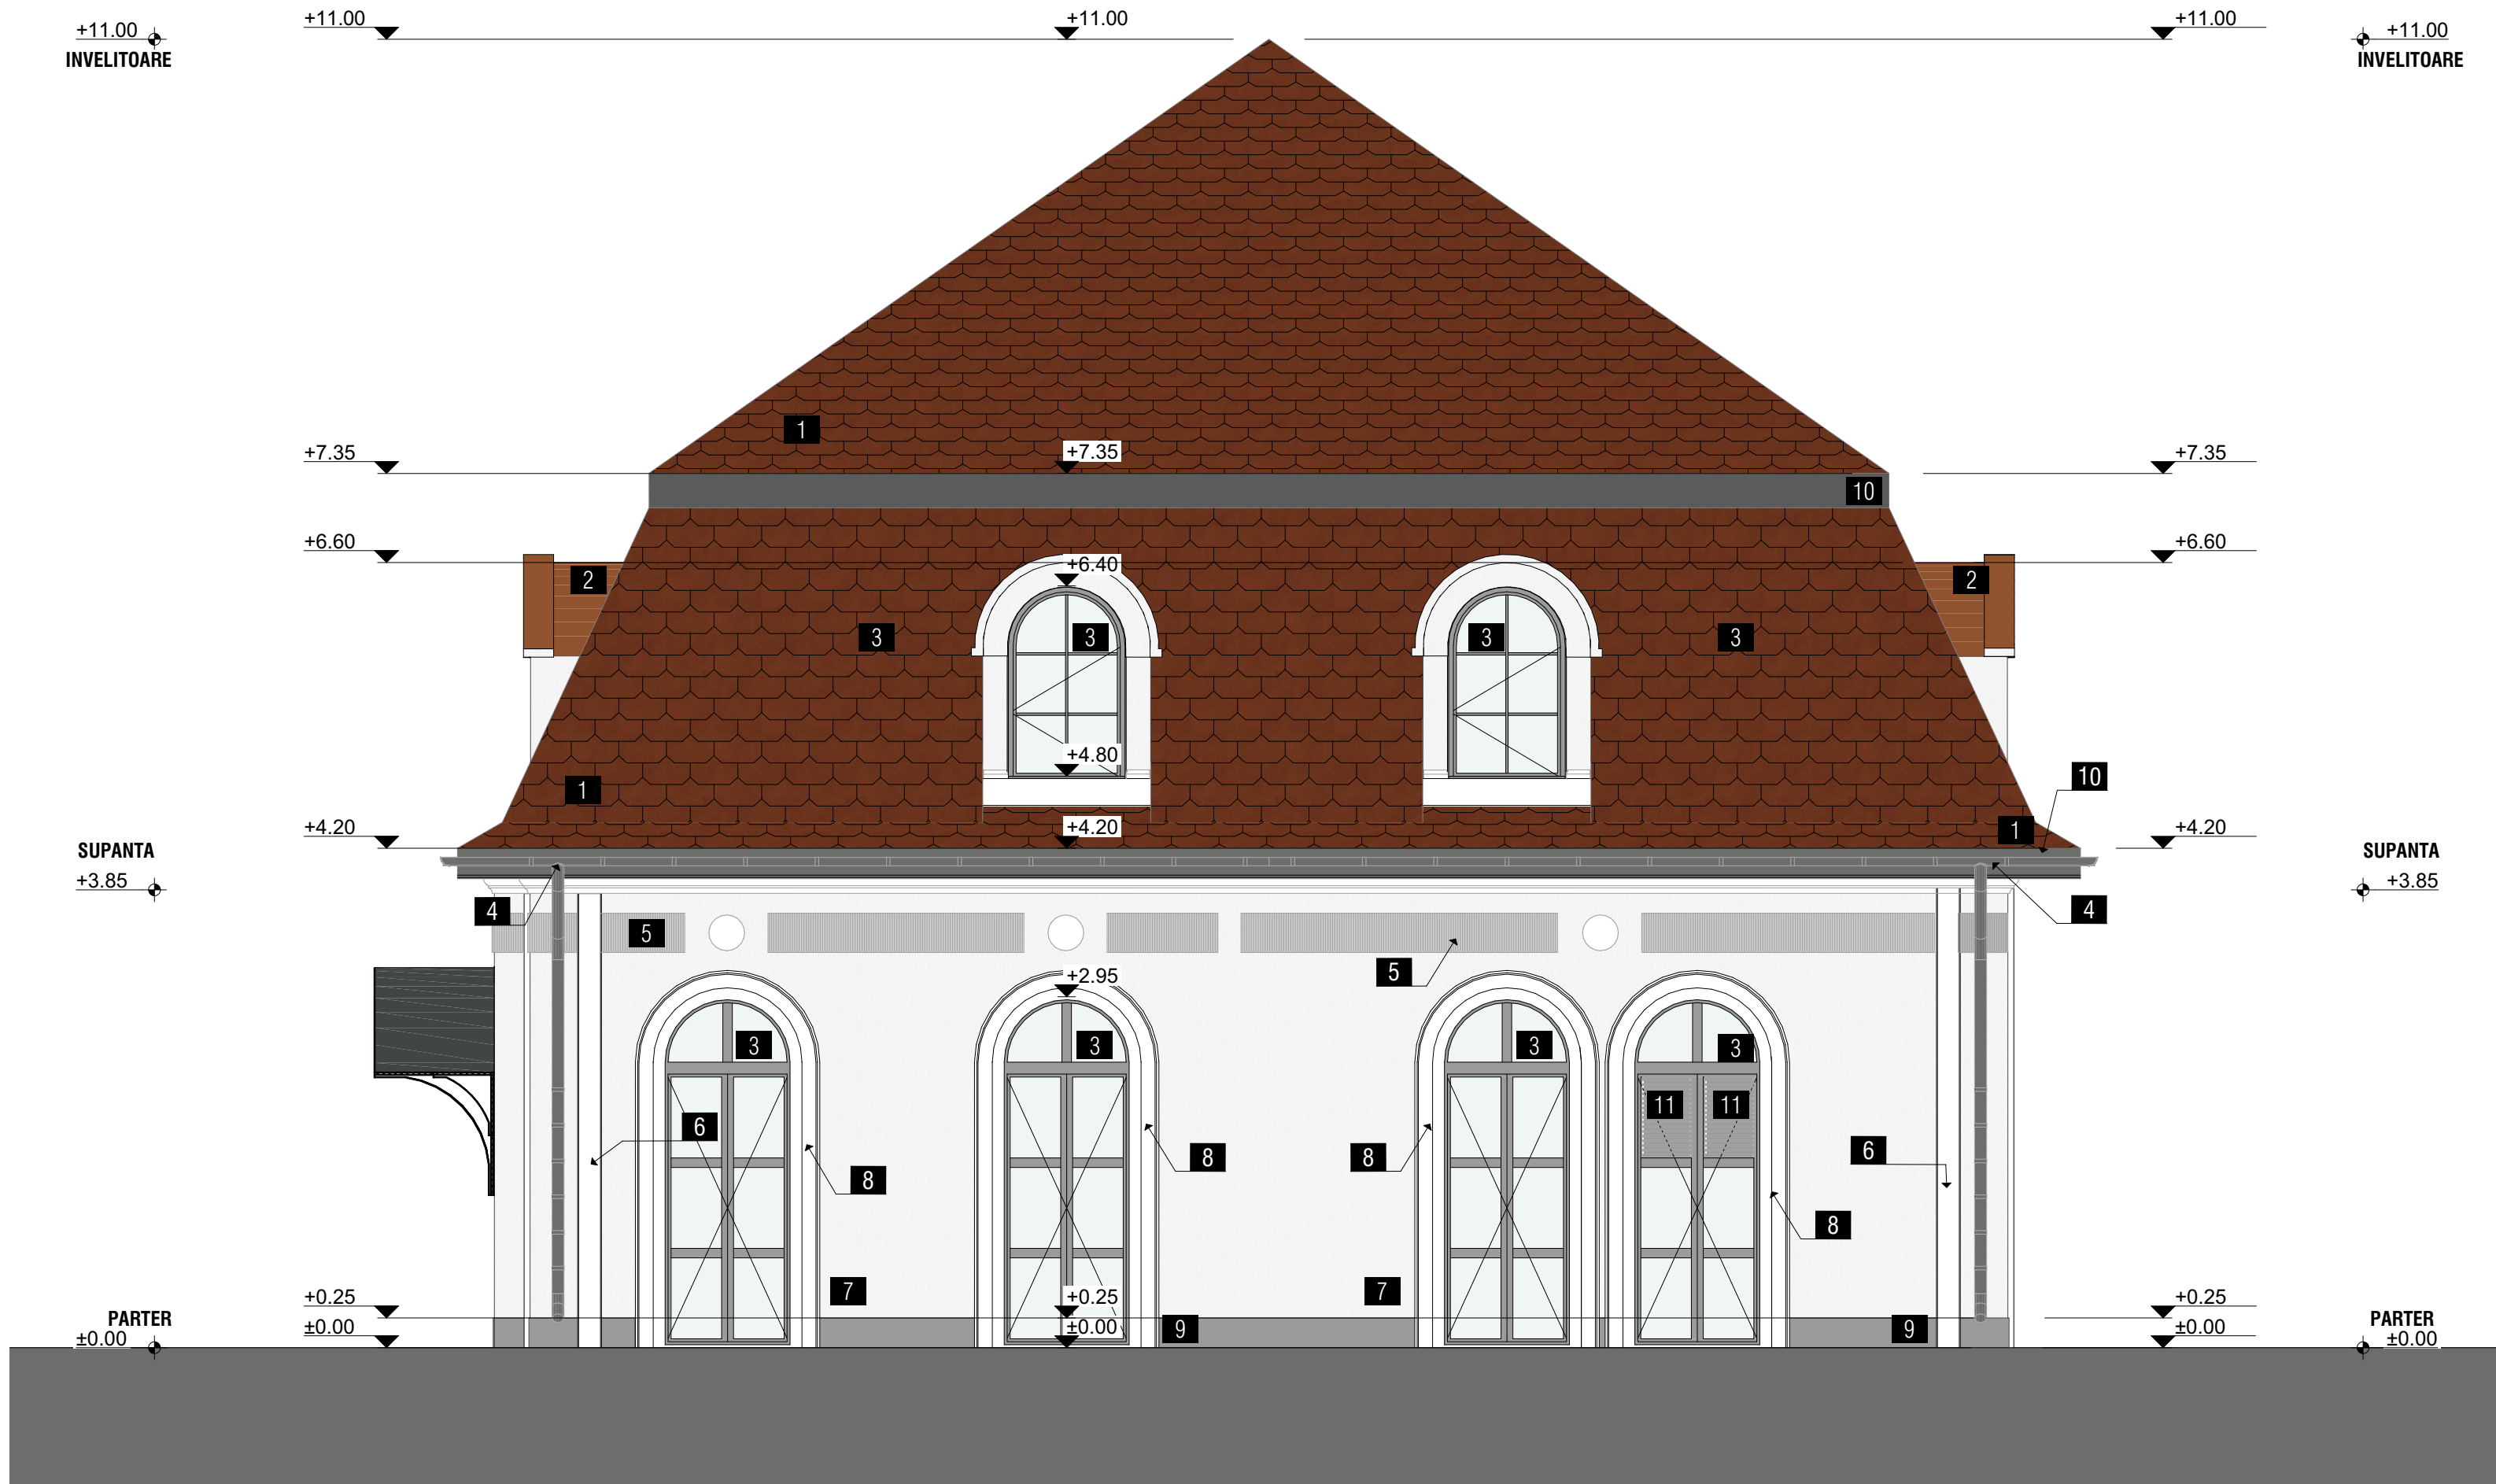 +11.00 +11.00 +11.00 +11.00
+11.00
INVELITOARE INVELITOARE
1
+7.35 +7.35 +7.35
10
+6.60 +6.60
+6.40
2 2
3 3 3 3
+4.80
10
1
+4.20 +4.20 +4.20
1
SUPANTA SUPANTA
+3.85 +3.85
4 4
5
5
+2.95
3 3 3 3
11 11
6
6
8 8
8
8
7 7
+0.25 +0.25 +0.25
PARTER PARTER
±0.00 ±0.00 ±0.00 ±0.00 ±0.00
9 9